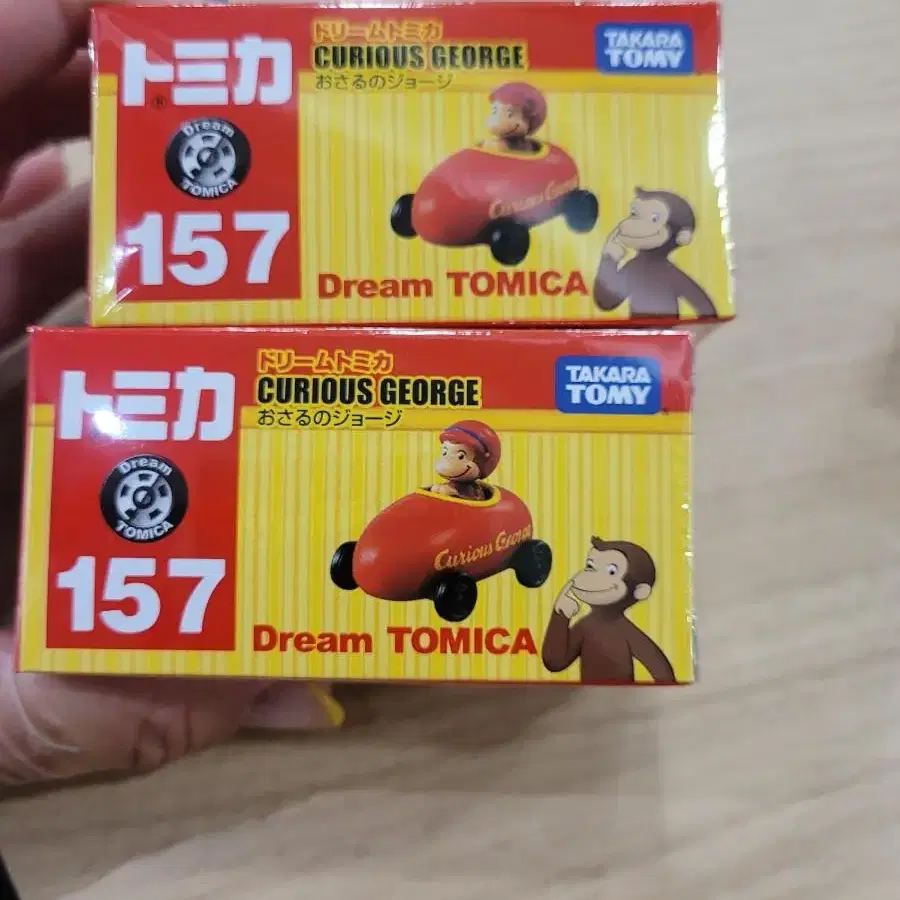 トミカ®
ドリームトミカ
CURIOUS GEORGE
おさるのジョージ
TAKARA
TOMY
Dream
TOMICA
157
Curious George
Dream TOMICA
トミカ
ドリームトミカ
CURIOUS GEORGE
おさるのジョージ
TAKARA
TOMY
Dream
TOMICA
157
Curious George
Dream TOMICA